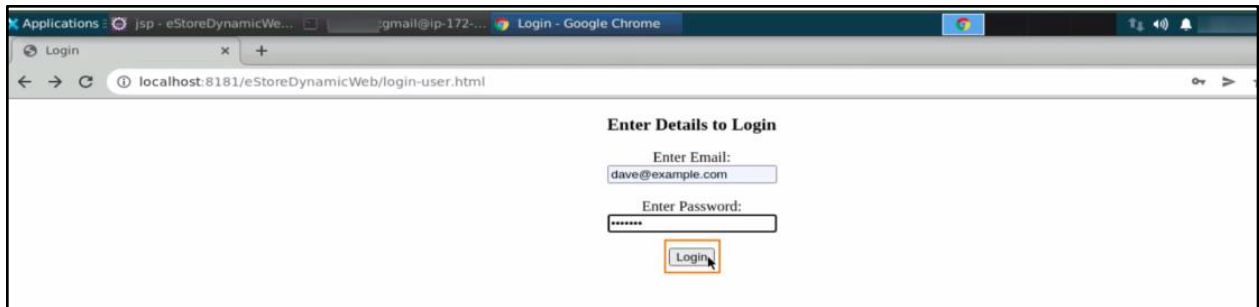 Applications
jsp - eStoreDynamicWe...
:gmail@ip-172-...
Login - Google Chrome
Login
localhost:8181/eStoreDynamicWeb/login-user.html
Enter Details to Login
Enter Email:
dave@example.com
Enter Password:
•••••••
Login